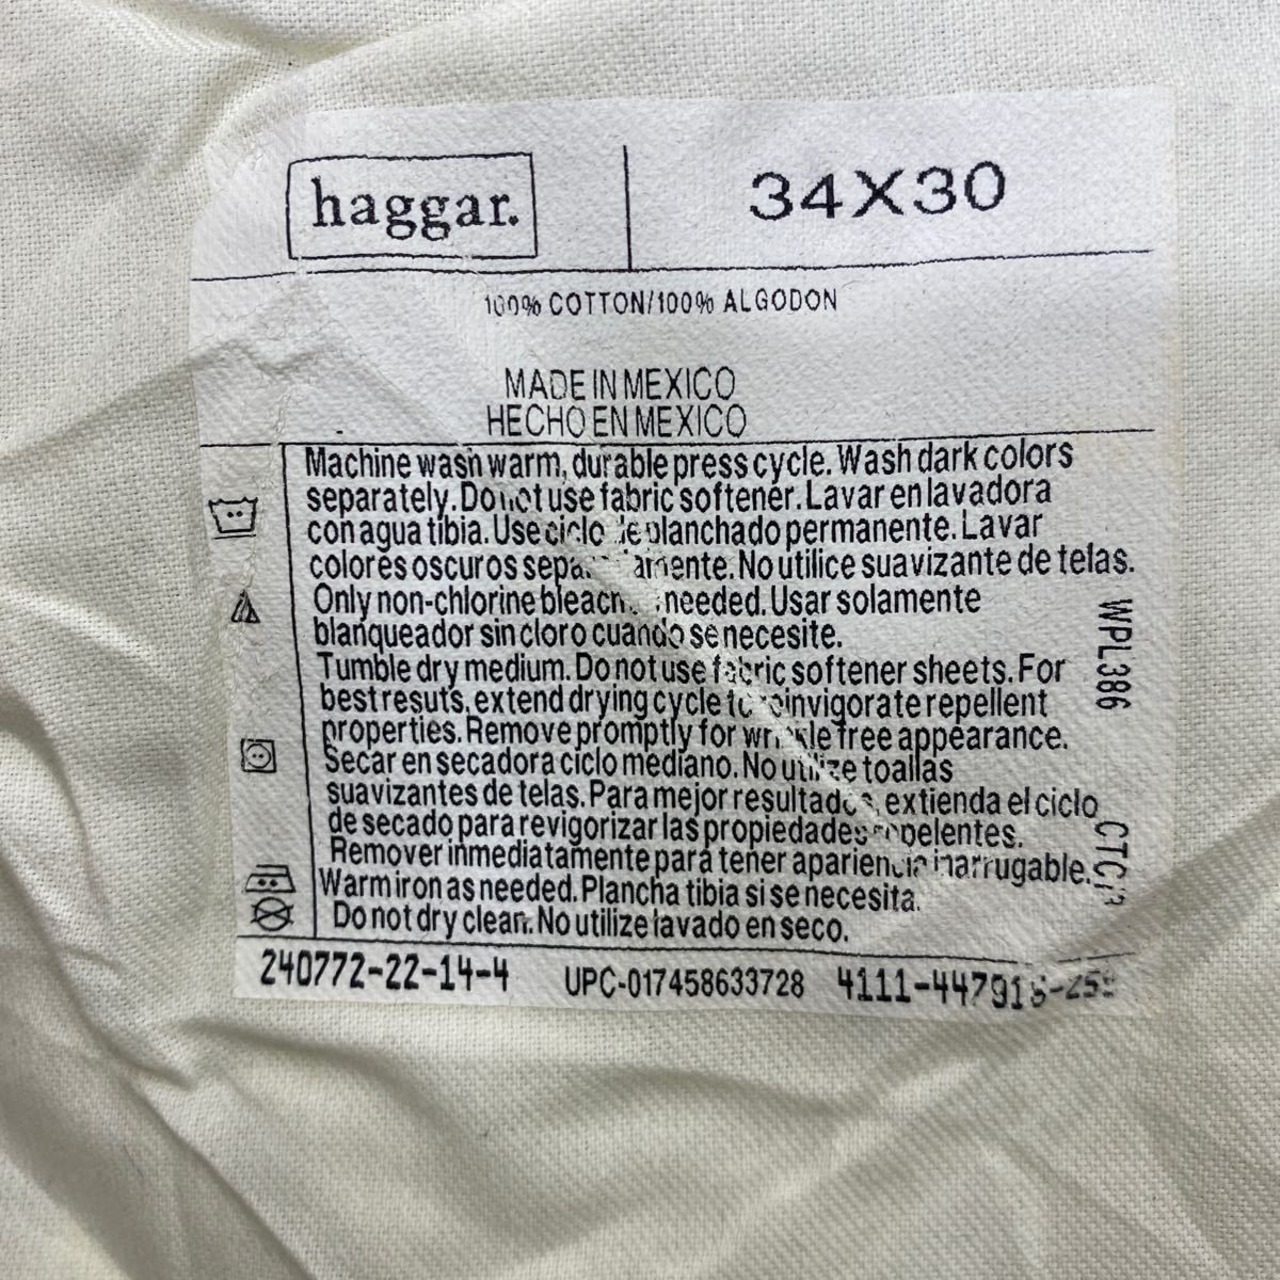 haggar.
34X30
100% COTTON/100% ALGODON
MADE IN MEXICO
HECHO EN MEXICO
Machine wash warm, durable press cycle. Wash dark colors
separately. Do not use fabric softener. Lavar en lavadora
con agua tibia. Use ciclo de planchado permanente. Lavar
colores oscuros separadamente. No utilice suavizante de telas.
Only non-chlorine bleach needed. Usar solamente
blanqueador sin cloro cuando se necesite.
Tumble dry medium. Do not use fabric softener sheets. For
best resuts, extend drying cycle to reinvigorate repellent
properties. Remove promptly for wrinkle free appearance.
Secar en secadora ciclo mediano. No utilize toallas
suavizantes de telas. Para mejor resultados, extienda el ciclo
de secado para revigorizar las propiedades repelentes.
Remover inmediatamente para tener apariencia inarrugable.
Warm iron as needed. Plancha tibia si se necesita.
Do not dry clean. No utilize lavado en seco.
WPL386
240772-22-14-4 UPC-017458633728